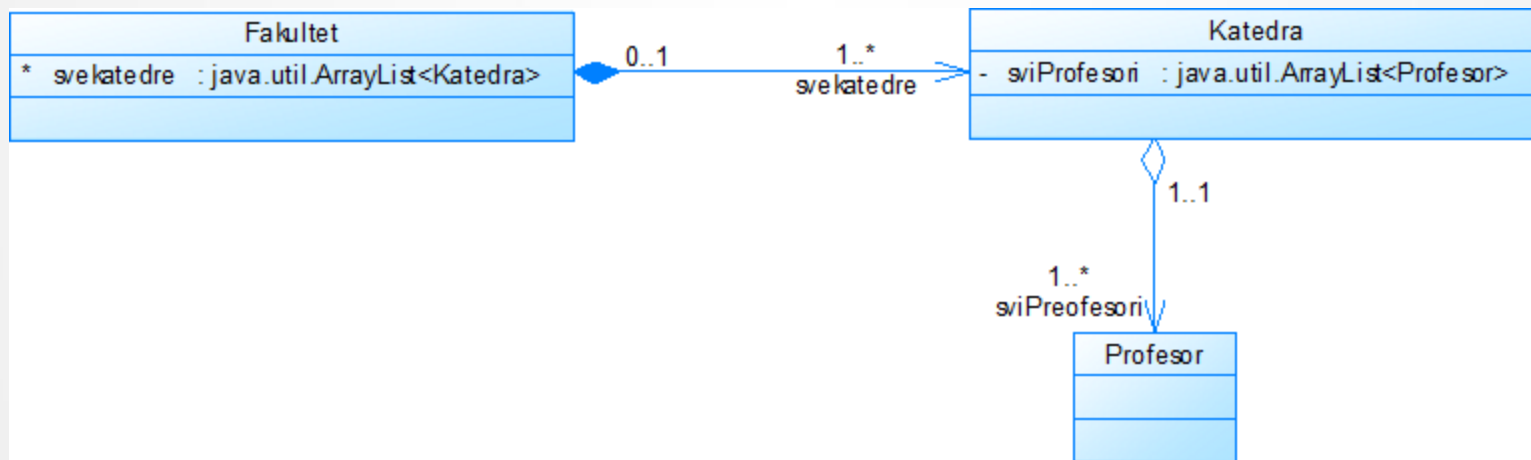 Fakultet
* svekatedre : java.util.ArrayList<Katedra>
0..1
1..*
svekatedre
Katedra
- sviProfesori : java.util.ArrayList<Profesor>
1..1
1..*
sviPreofesori
Profesor